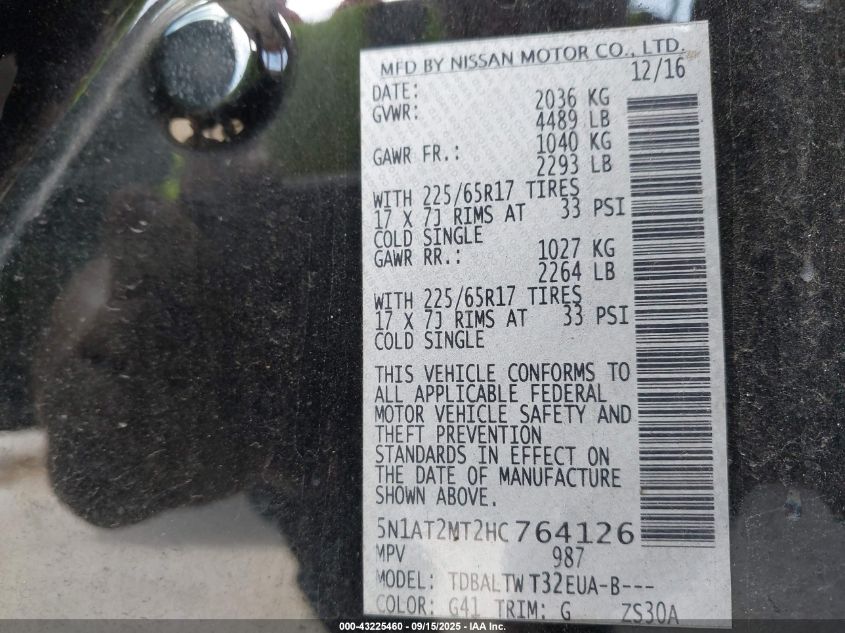 MFD BY NISSAN MOTOR CO., LTD.
DATE: 12/16
GVWR: 2036 KG
4489 LB
GAWR FR.: 1040 KG
2293 LB
WITH 225/65R17 TIRES
17 X 7J RIMS AT 33 PSI
COLD SINGLE
GAWR RR.: 1027 KG
2264 LB
WITH 225/65R17 TIRES
17 X 7J RIMS AT 33 PSI
COLD SINGLE
THIS VEHICLE CONFORMS TO
ALL APPLICABLE FEDERAL
MOTOR VEHICLE SAFETY AND
THEFT PREVENTION
STANDARDS IN EFFECT ON
THE DATE OF MANUFACTURE
SHOWN ABOVE.
5N1AT2MT2HC764126
MPV 987
MODEL: TDBALTW T32EUA-B---
COLOR: G41 TRIM: G ZS30A
000-43225460 - 09/15/2025 - IAA Inc.